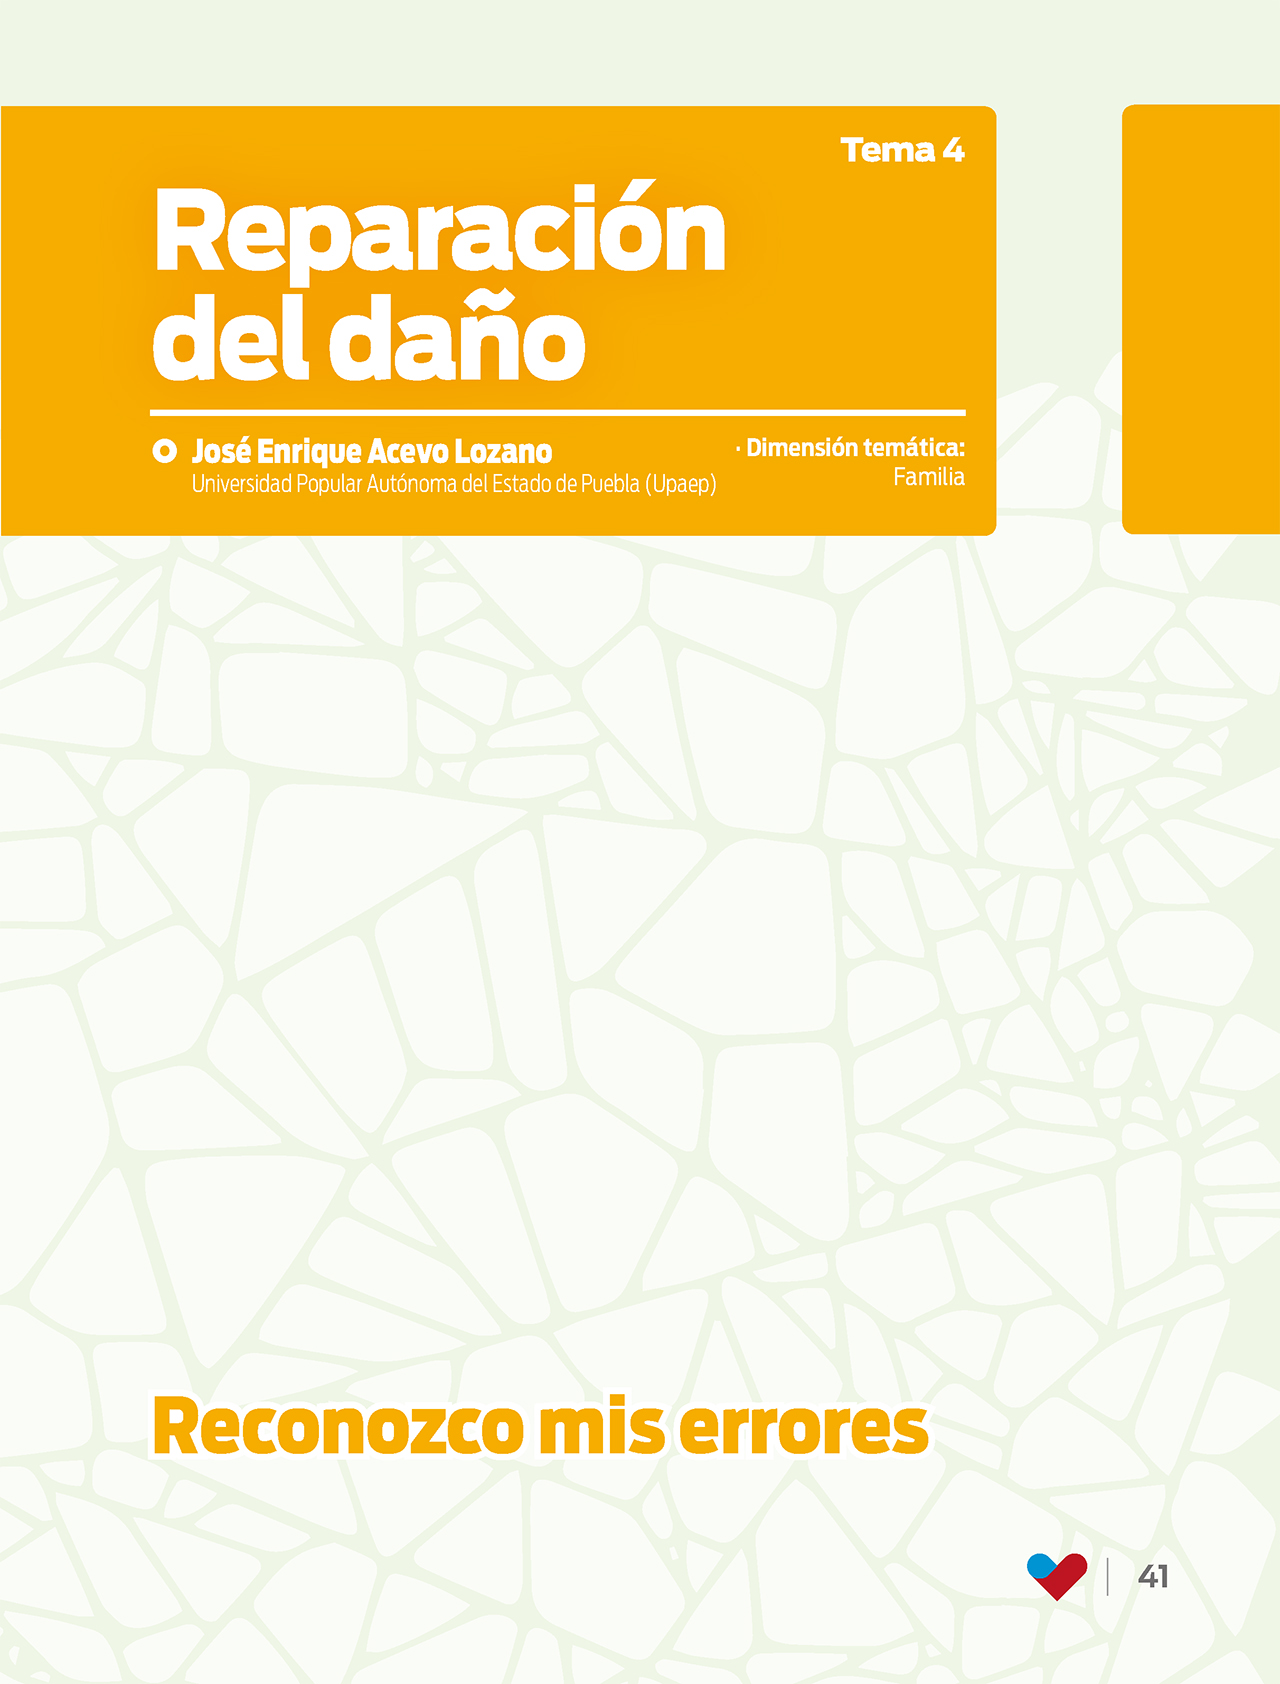 Tema 4
Reparación
del daño
José Enrique Acevo Lozano
Universidad Popular Autónoma del Estado de Puebla (Upaep)
· Dimensión temática:
Familia
Reconozco mis errores
41